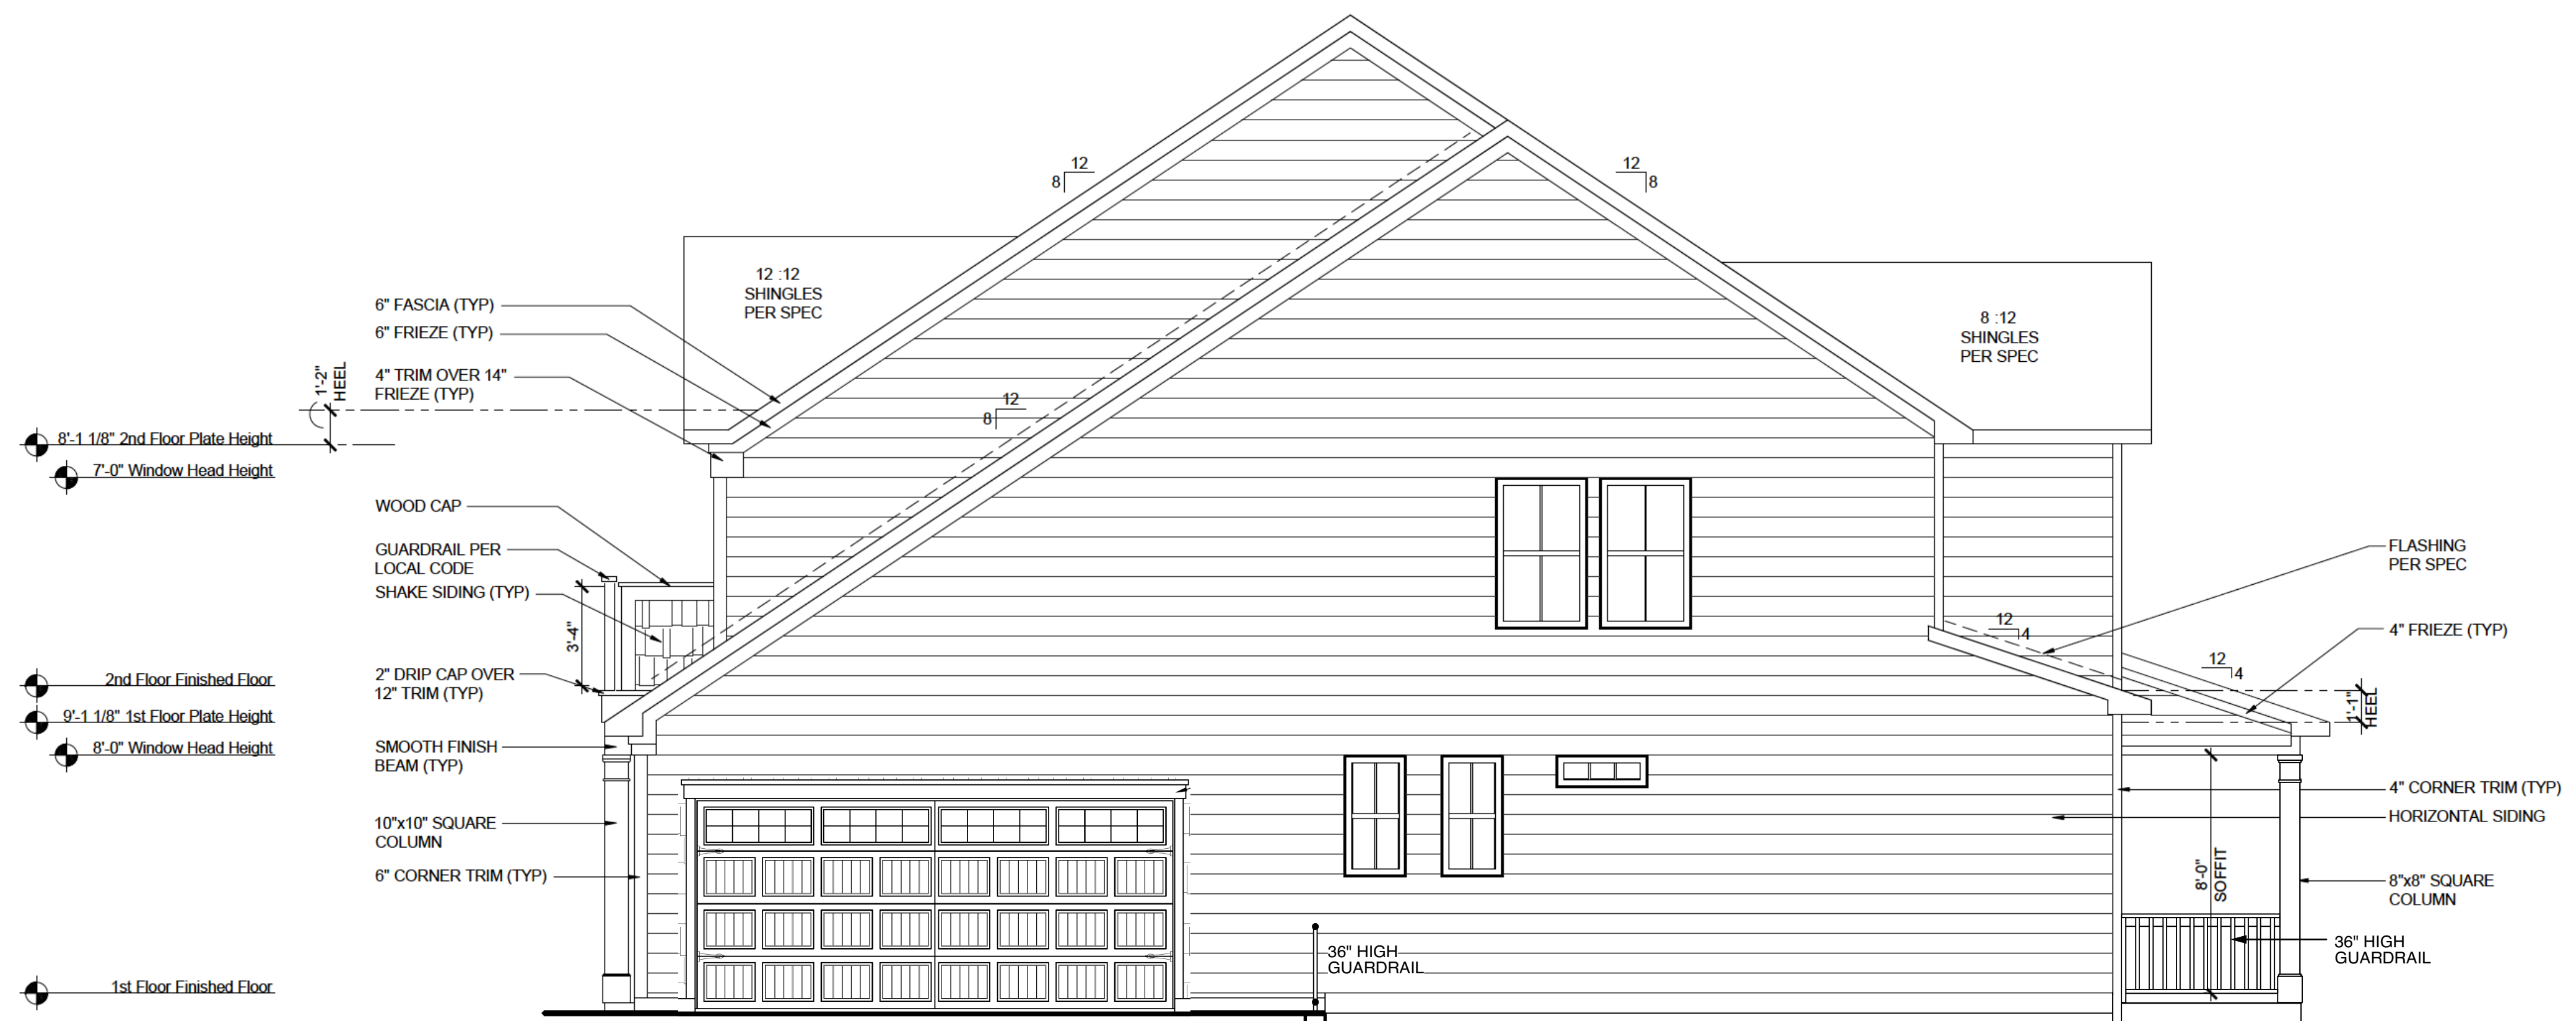 12
8
12
8
12 :12
SHINGLES
PER SPEC
8 :12
SHINGLES
PER SPEC
6" FASCIA (TYP)
6" FRIEZE (TYP)
4" TRIM OVER 14"
FRIEZE (TYP)
1'-2"
HEEL
12
8
8'-1 1/8" 2nd Floor Plate Height
7'-0" Window Head Height
WOOD CAP
GUARDRAIL PER
LOCAL CODE
SHAKE SIDING (TYP)
3'-4"
2nd Floor Finished Floor
2" DRIP CAP OVER
12" TRIM (TYP)
9'-1 1/8" 1st Floor Plate Height
8'-0" Window Head Height
SMOOTH FINISH
BEAM (TYP)
10"x10" SQUARE
COLUMN
6" CORNER TRIM (TYP)
1st Floor Finished Floor
36" HIGH
GUARDRAIL
FLASHING
PER SPEC
12
4
4" FRIEZE (TYP)
12
4
1'-1"
HEEL
4" CORNER TRIM (TYP)
HORIZONTAL SIDING
8'-0"
SOFFIT
8"x8" SQUARE
COLUMN
36" HIGH
GUARDRAIL